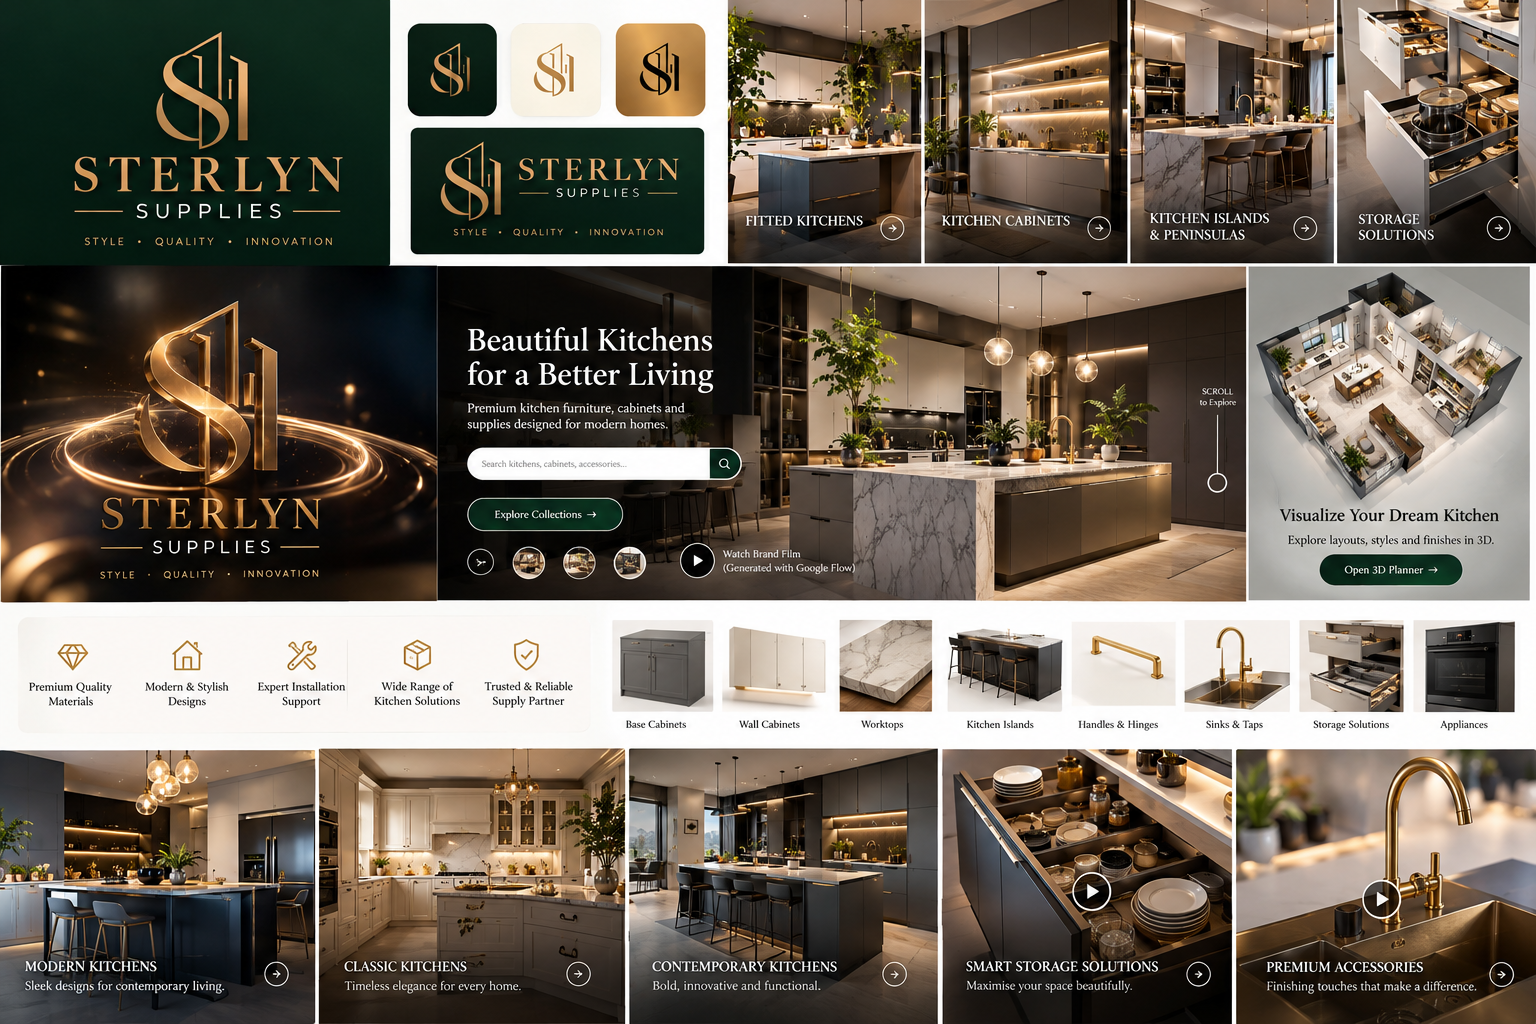 STERLYN
SUPPLIES
STYLE • QUALITY • INNOVATION
STERLYN
SUPPLIES
STYLE • QUALITY • INNOVATION
FITTED KITCHENS
KITCHEN CABINETS
KITCHEN ISLANDS
& PENINSULAS
STORAGE
SOLUTIONS
STERLYN
SUPPLIES
STYLE · QUALITY · INNOVATION
Beautiful Kitchens
for a Better Living
Premium kitchen furniture, cabinets and
supplies designed for modern homes.
Search kitchens, cabinets, accessories...
Explore Collections →
Watch Brand Film
(Generated with Google Flow)
SCROLL
to Explore
Visualize Your Dream Kitchen
Explore layouts, styles and finishes in 3D.
Open 3D Planner →
Premium Quality
Materials
Modern & Stylish
Designs
Expert Installation
Support
Wide Range of
Kitchen Solutions
Trusted & Reliable
Supply Partner
Base Cabinets
Wall Cabinets
Worktops
Kitchen Islands
Handles & Hinges
Sinks & Taps
Storage Solutions
Appliances
MODERN KITCHENS
Sleek designs for contemporary living.
CLASSIC KITCHENS
Timeless elegance for every home.
CONTEMPORARY KITCHENS
Bold, innovative and functional.
SMART STORAGE SOLUTIONS
Maximise your space beautifully.
PREMIUM ACCESSORIES
Finishing touches that make a difference.